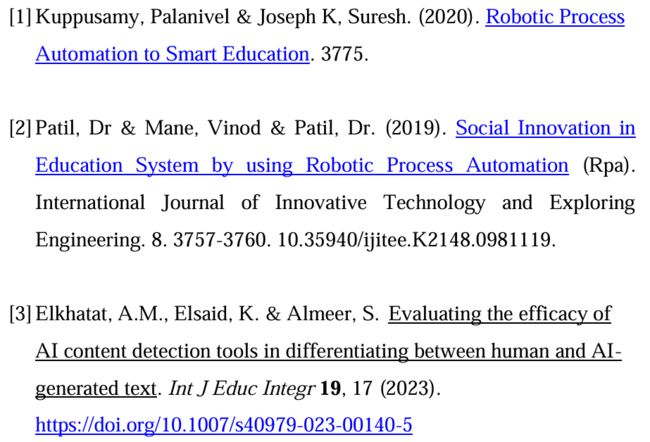 [1] Kuppusamy, Palanivel & Joseph K, Suresh. (2020). Robotic Process
Automation to Smart Education. 3775.
[2] Patil, Dr & Mane, Vinod & Patil, Dr. (2019). Social Innovation in
Education System by using Robotic Process Automation (Rpa).
International Journal of Innovative Technology and Exploring
Engineering. 8. 3757-3760. 10.35940/ijitee.K2148.0981119.
[3] Elkhatat, A.M., Elsaid, K. & Almeer, S. Evaluating the efficacy of
AI content detection tools in differentiating between human and AI-
generated text. Int J Educ Integr 19, 17 (2023).
https://doi.org/10.1007/s40979-023-00140-5